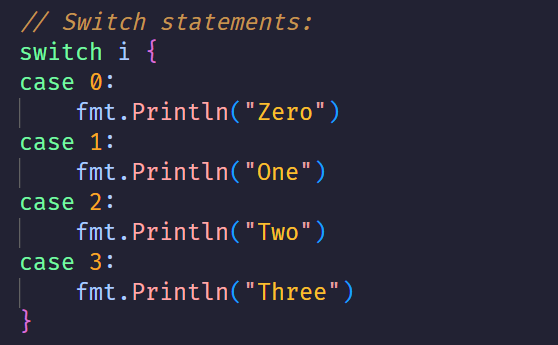 // Switch statements:
switch i {
case 0:
    fmt.Println("Zero")
case 1:
    fmt.Println("One")
case 2:
    fmt.Println("Two")
case 3:
    fmt.Println("Three")
}